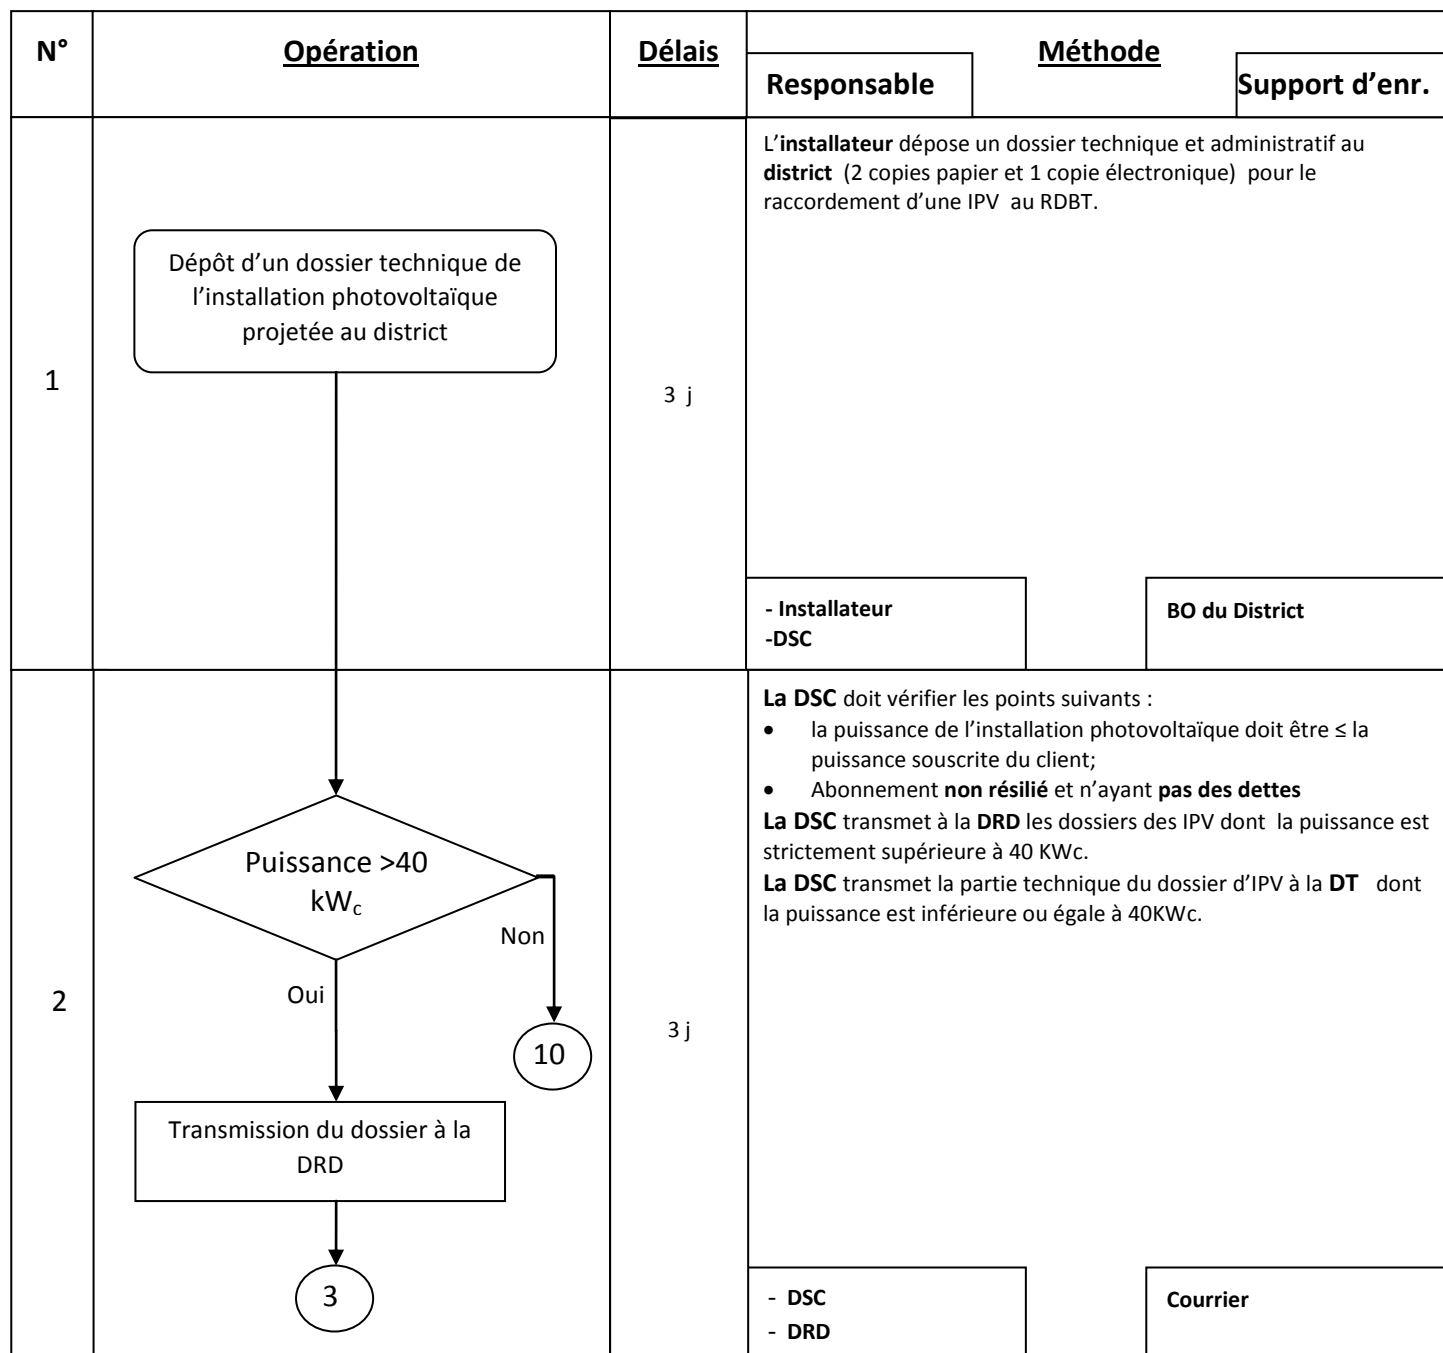 N°
Opération
Délais
Méthode
Responsable
Support d’enr.
1
Dépôt d’un dossier technique de
l’installation photovoltaïque
projetée au district
3 j
L’installateur dépose un dossier technique et administratif au
district (2 copies papier et 1 copie électronique) pour le
raccordement d’une IPV au RDBT.
- Installateur
-DSC
BO du District
2
Puissance >40
kWc
Non
Oui
10
Transmission du dossier à la
DRD
3
3 j
La DSC doit vérifier les points suivants :
• la puissance de l’installation photovoltaïque doit être ≤ la
puissance souscrite du client;
• Abonnement non résilié et n’ayant pas des dettes
La DSC transmet à la DRD les dossiers des IPV dont la puissance est
strictement supérieure à 40 KWc.
La DSC transmet la partie technique du dossier d’IPV à la DT dont
la puissance est inférieure ou égale à 40KWc.
- DSC
- DRD
Courrier